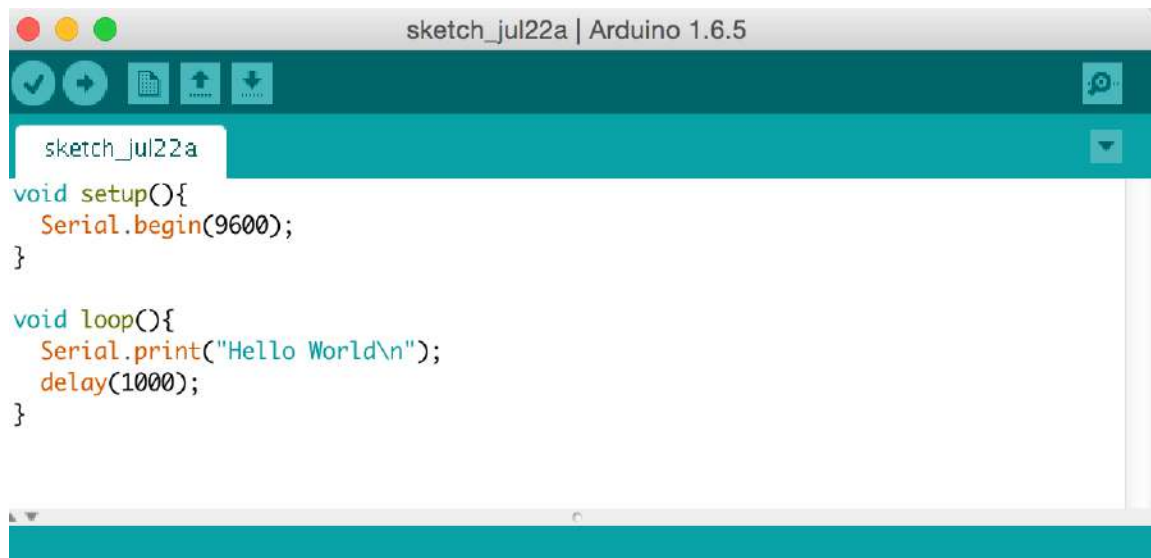 sketch_jul22a | Arduino 1.6.5
sketch_jul22a
void setup(){
  Serial.begin(9600);
}

void loop(){
  Serial.print("Hello World\n");
  delay(1000);
}